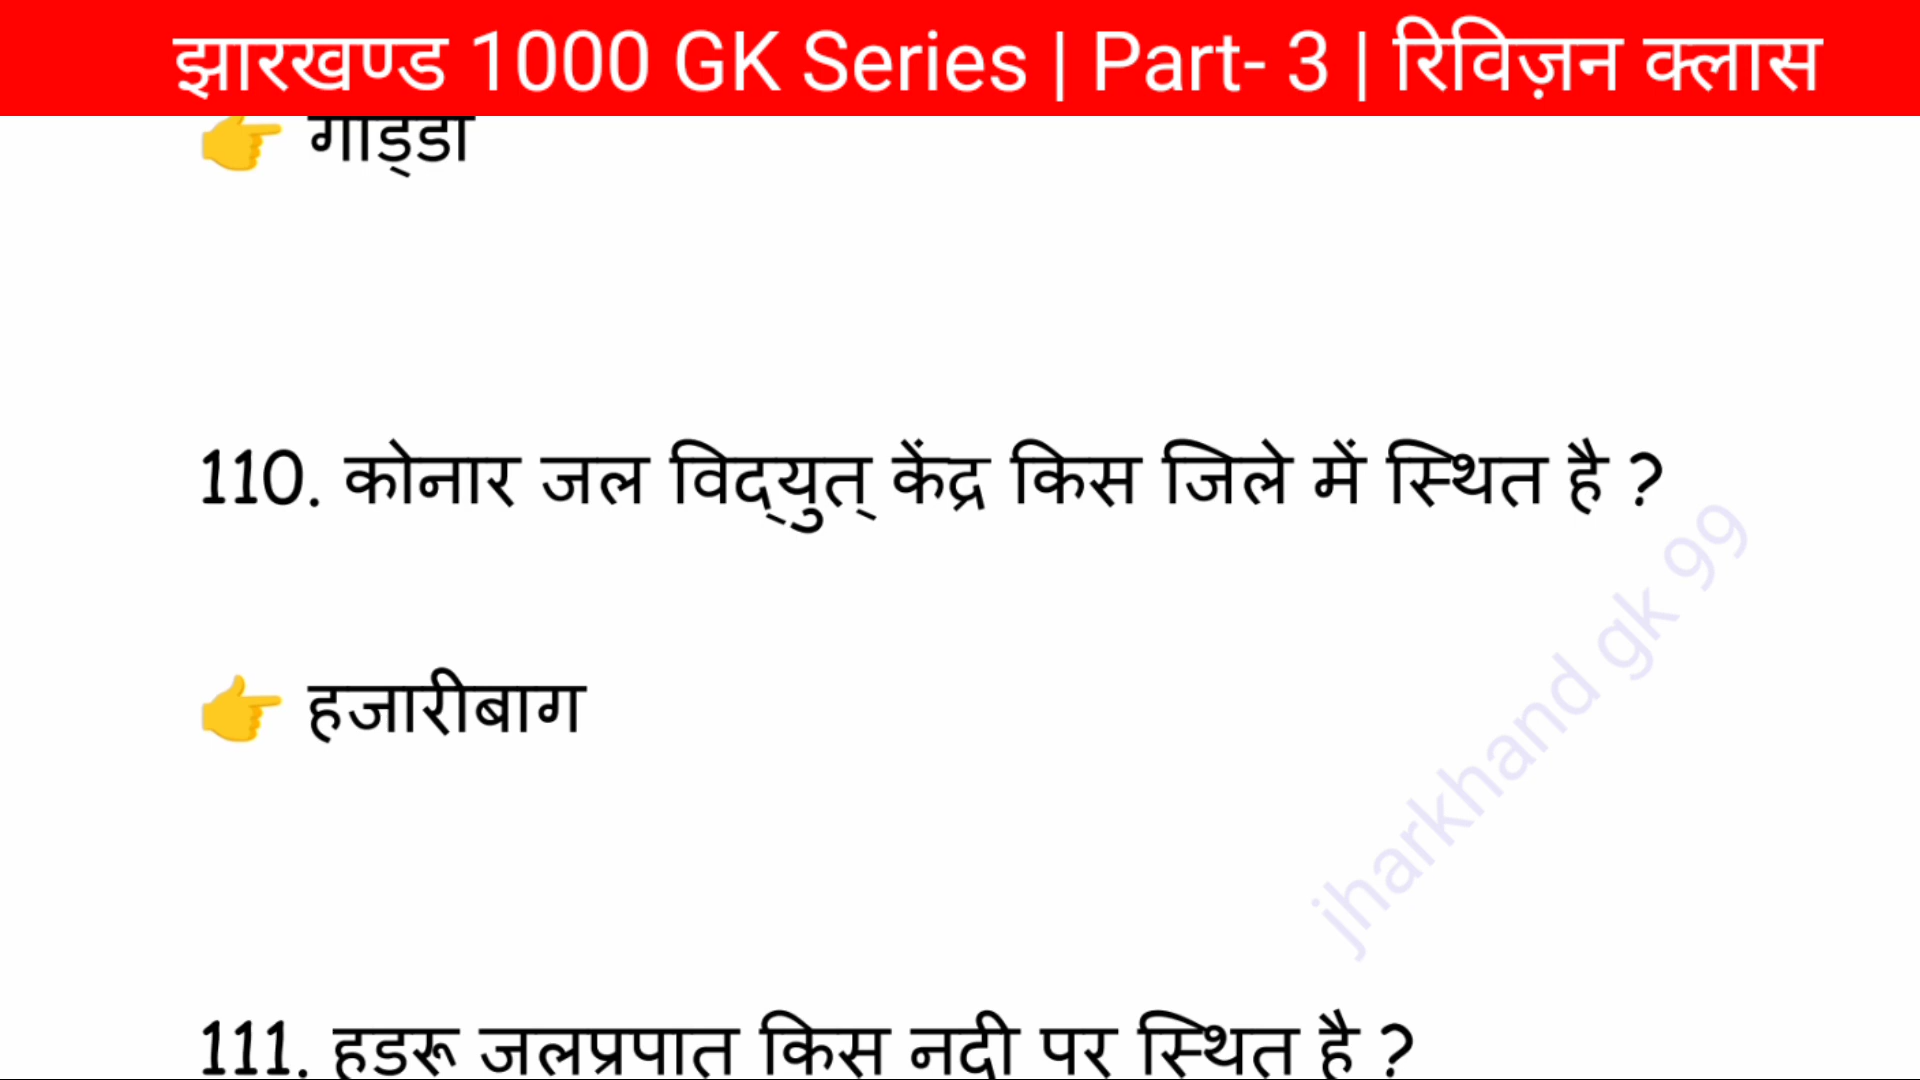 झारखण्ड 1000 GK Series | Part- 3 | रिविज़न क्लास
👉 गोड्डा
110. कोनार जल विद्युत् केंद्र किस जिले में स्थित है ?
👉 हजारीबाग
jharkhand gk 99
111. हडरू जलप्रपात किस नदी पर स्थित है ?